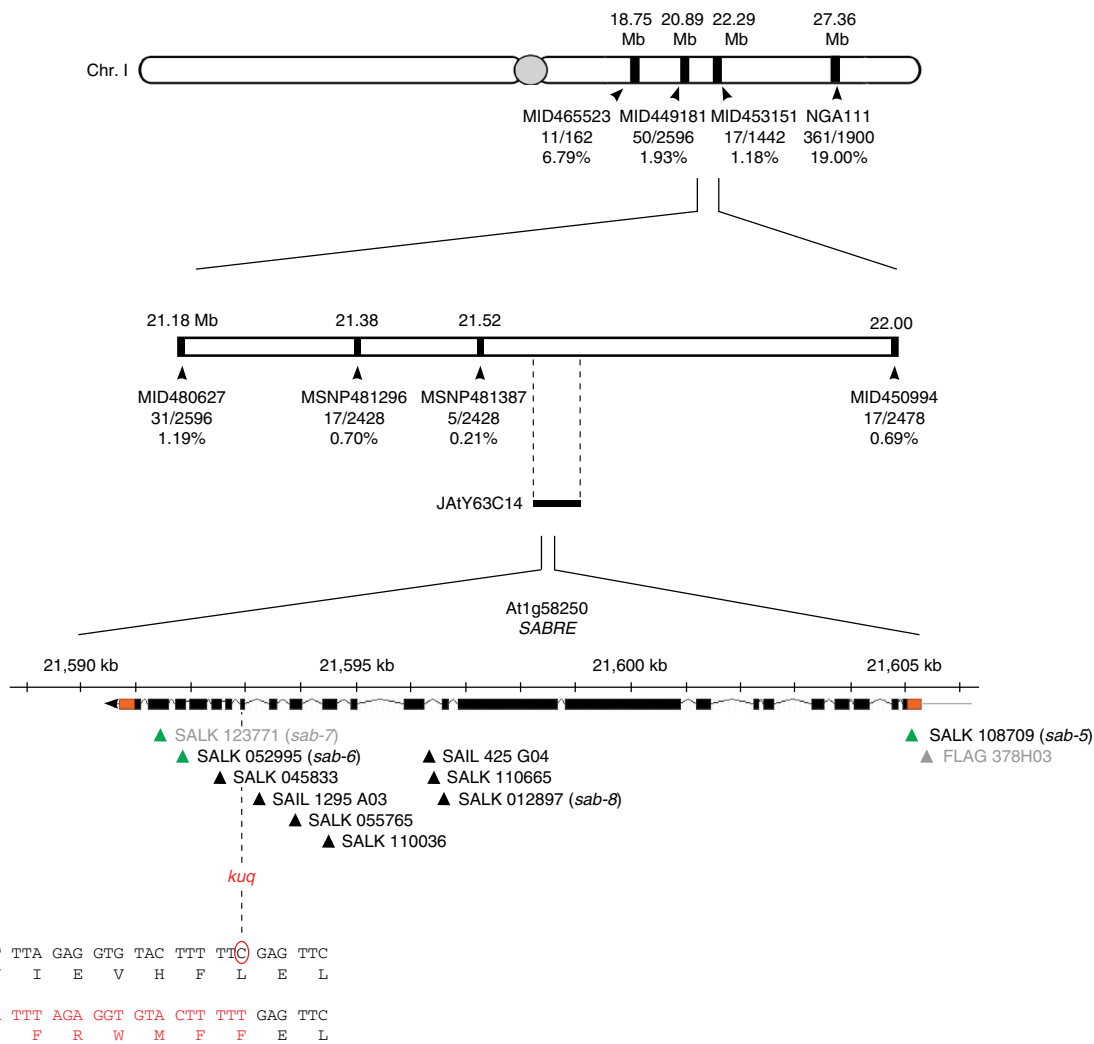 18.75 20.89 22.29 27.36
Mb Mb Mb Mb
Chr. I
MID465523 MID449181 MID453151 NGA111
11/162 50/2596 17/1442 361/1900
6.79% 1.93% 1.18% 19.00%
21.18 Mb 21.38 21.52 22.00
MID480627 MSNP481296 MSNP481387 MID450994
31/2596 17/2428 5/2428 17/2478
1.19% 0.70% 0.21% 0.69%
JAtY63C14
At1g58250
SABRE
21,590 kb 21,595 kb 21,600 kb 21,605 kb
SALK 123771 (sab-7) SALK 108709 (sab-5)
SALK 052995 (sab-6) SAIL 425 G04 FLAG 378H03
SALK 045833 SALK 110665
SAIL 1295 A03 SALK 012897 (sab-8)
SALK 055765
SALK 110036
kuq
TTA GAG GTG TAC TTT TTC GAG TTC
I E V H F L E L
TTT AGA GGT GTA CTT TTT GAG TTC
F R W M F F E L